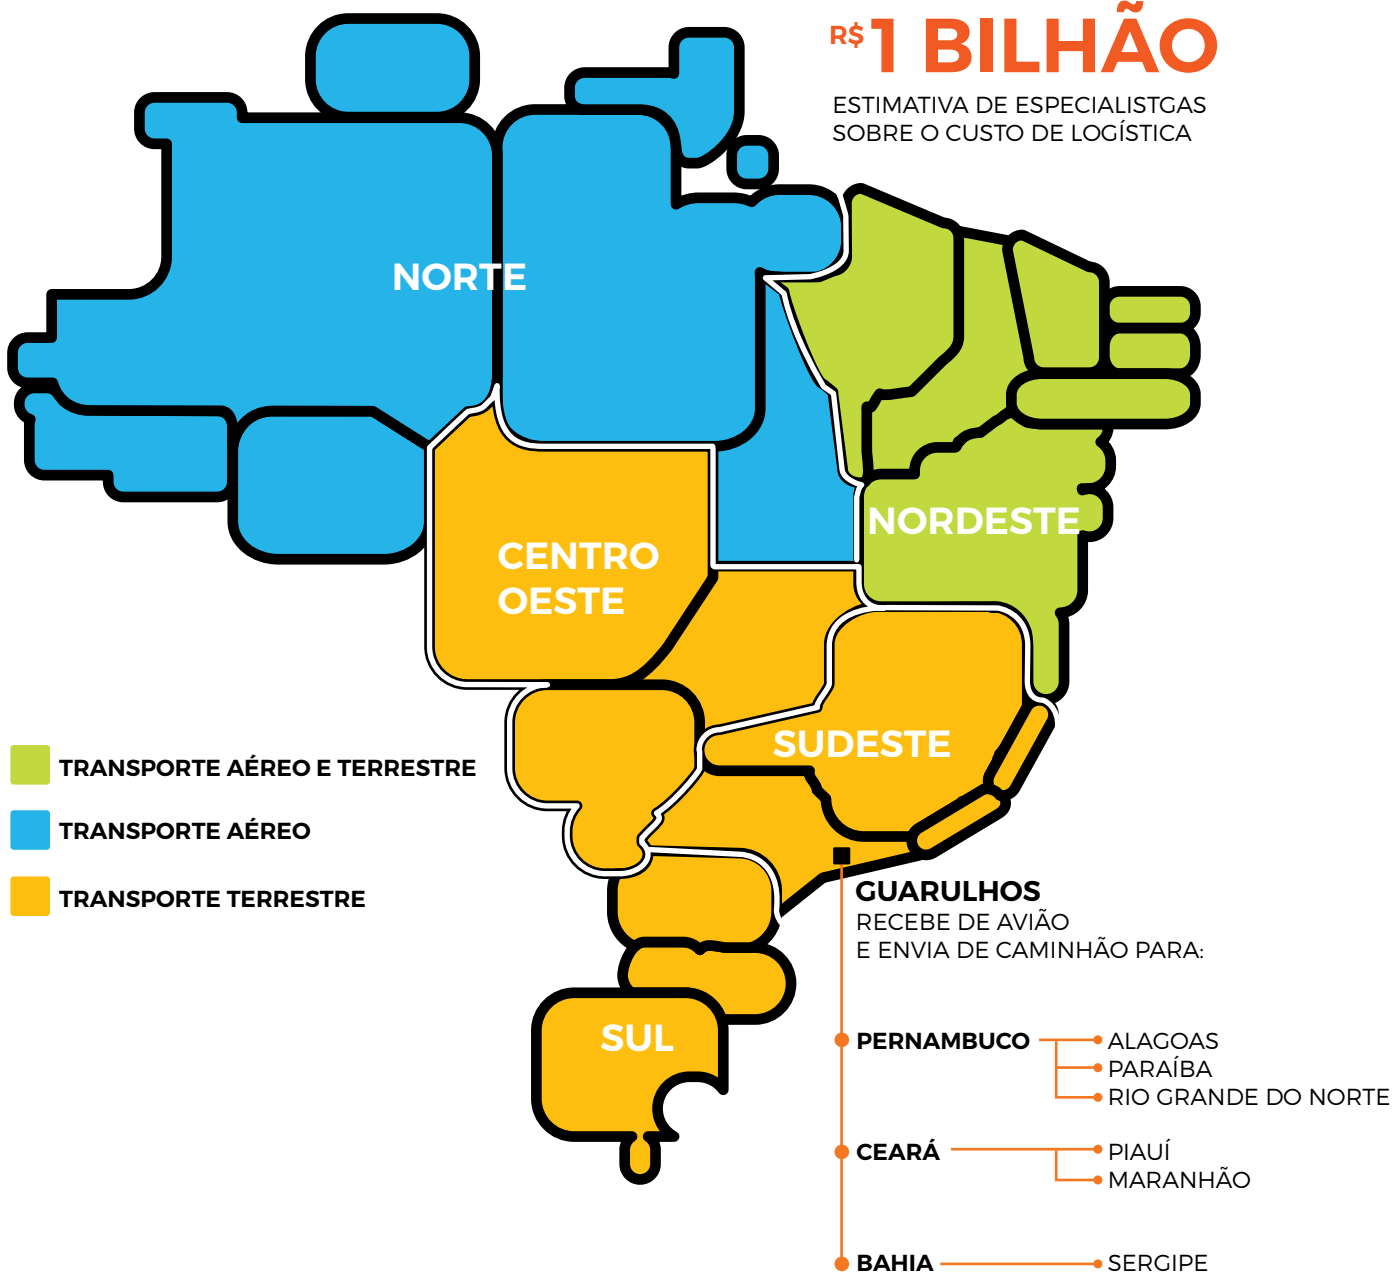 R$ 1 BILHÃO
ESTIMATIVA DE ESPECIALISTGAS
SOBRE O CUSTO DE LOGÍSTICA
NORTE
NORDESTE
CENTRO
OESTE
SUDESTE
SUL
TRANSPORTE AÉREO E TERRESTRE
TRANSPORTE AÉREO
TRANSPORTE TERRESTRE
GUARULHOS
RECEBE DE AVIÃO
E ENVIA DE CAMINHÃO PARA:
PERNAMBUCO
ALAGOAS
PARAÍBA
RIO GRANDE DO NORTE
CEARÁ
PIAUÍ
MARANHÃO
BAHIA
SERGIPE